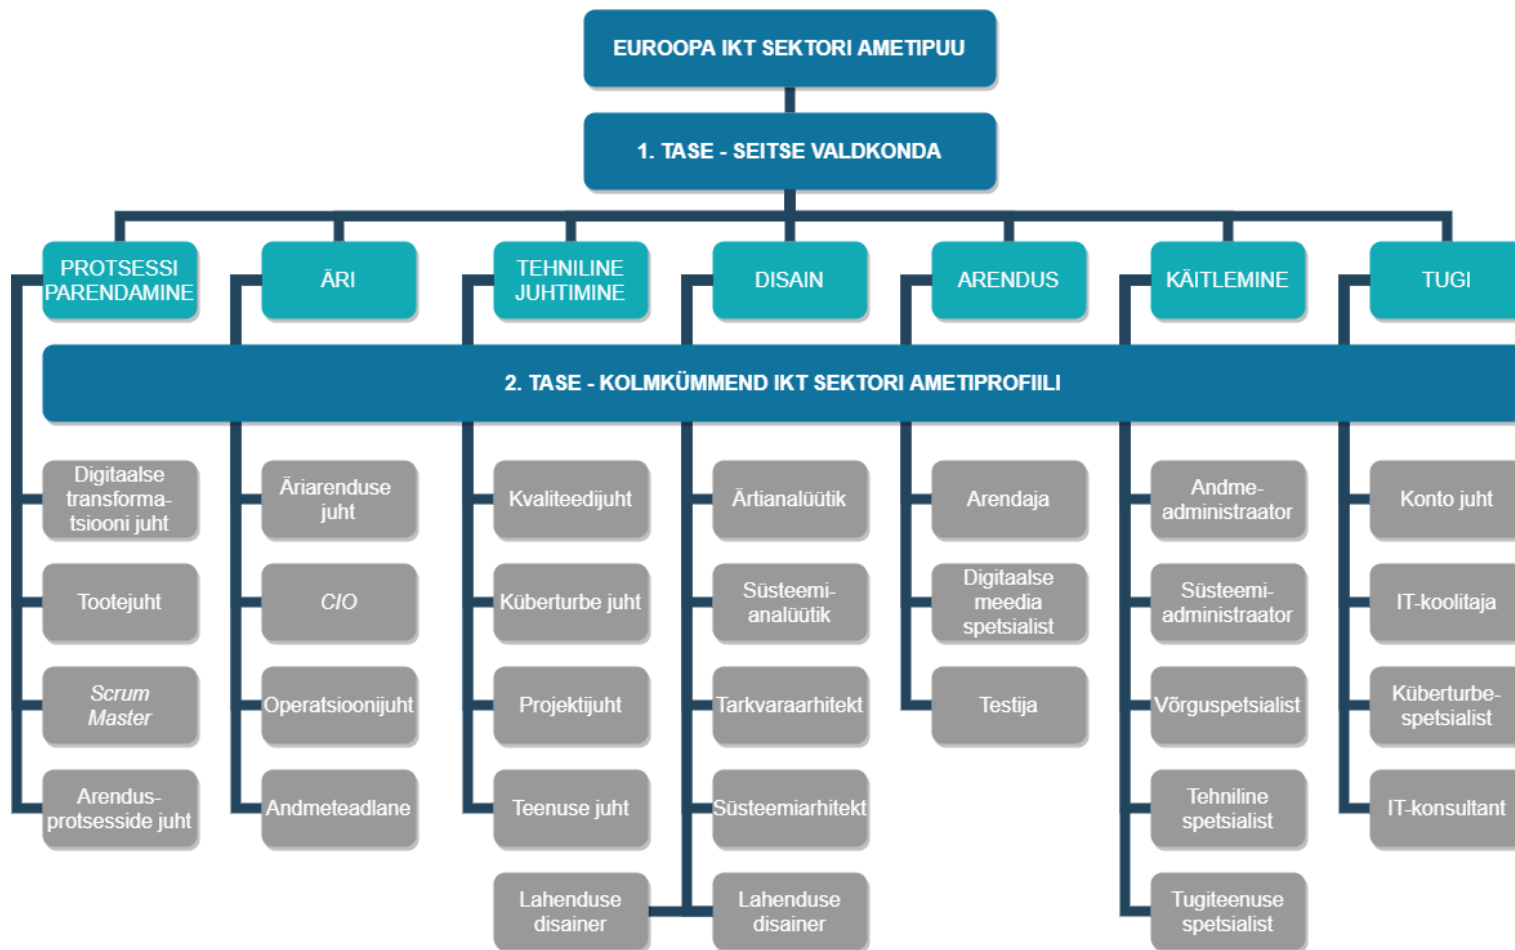 EUROOPA IKT SEKTORI AMETIPUU
1. TASE - SEITSE VALDKONDA
PROTSESSI
PARENDAMINE
ÄRI
TEHNILINE
JUHTIMINE
DISAIN
ARENDUS
KÄITLEMINE
TUGI
2. TASE - KOLMKÜMMEND IKT SEKTORI AMETIPROFIILI
Digitaalse
transforma-
tsiooni juht
Äriarenduse
juht
Kvaliteedijuht
Ärtianalüütik
Arendaja
Andme-
administraator
Konto juht
Tootejuht
CIO
Küberturbe juht
Süsteemi-
analüütik
Digitaalse
meedia
spetsialist
Süsteemi-
administraator
IT-koolitaja
Scrum
Master
Operatsioonijuht
Projektijuht
Tarkvaraarhitekt
Testija
Võrguspetsialist
Küberturbe-
spetsialist
Arendus-
protsesside juht
Andmeteadlane
Teenuse juht
Süsteemiarhitekt
Tehniline
spetsialist
IT-konsultant
Lahenduse
disainer
Lahenduse
disainer
Tugiteenuse
spetsialist